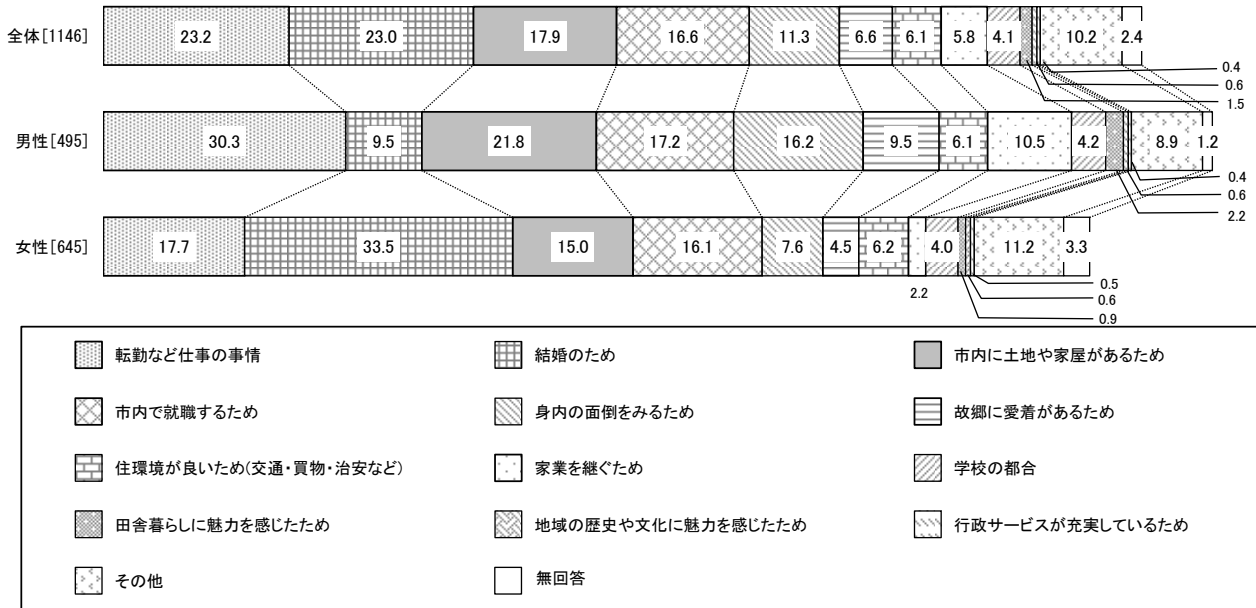 全体[1146] 23.2 23.0 17.9 16.6 11.3 6.6 6.1 5.8 4.1 10.2 2.4
0.4
0.6
1.5
男性[495] 30.3 9.5 21.8 17.2 16.2 9.5 6.1 10.5 4.2 8.9 1.2
0.4
0.6
2.2
女性[645] 17.7 33.5 15.0 16.1 7.6 4.5 6.2 4.0 11.2 3.3
0.5
2.2
0.6
0.9
転勤など仕事の事情 結婚のため 市内に土地や家屋があるため
市内で就職するため 身内の面倒をみるため 故郷に愛着があるため
住環境が良いため(交通・買物・治安など) 家業を継ぐため 学校の都合
田舎暮らしに魅力を感じたため 地域の歴史や文化に魅力を感じたため 行政サービスが充実しているため
その他 無回答